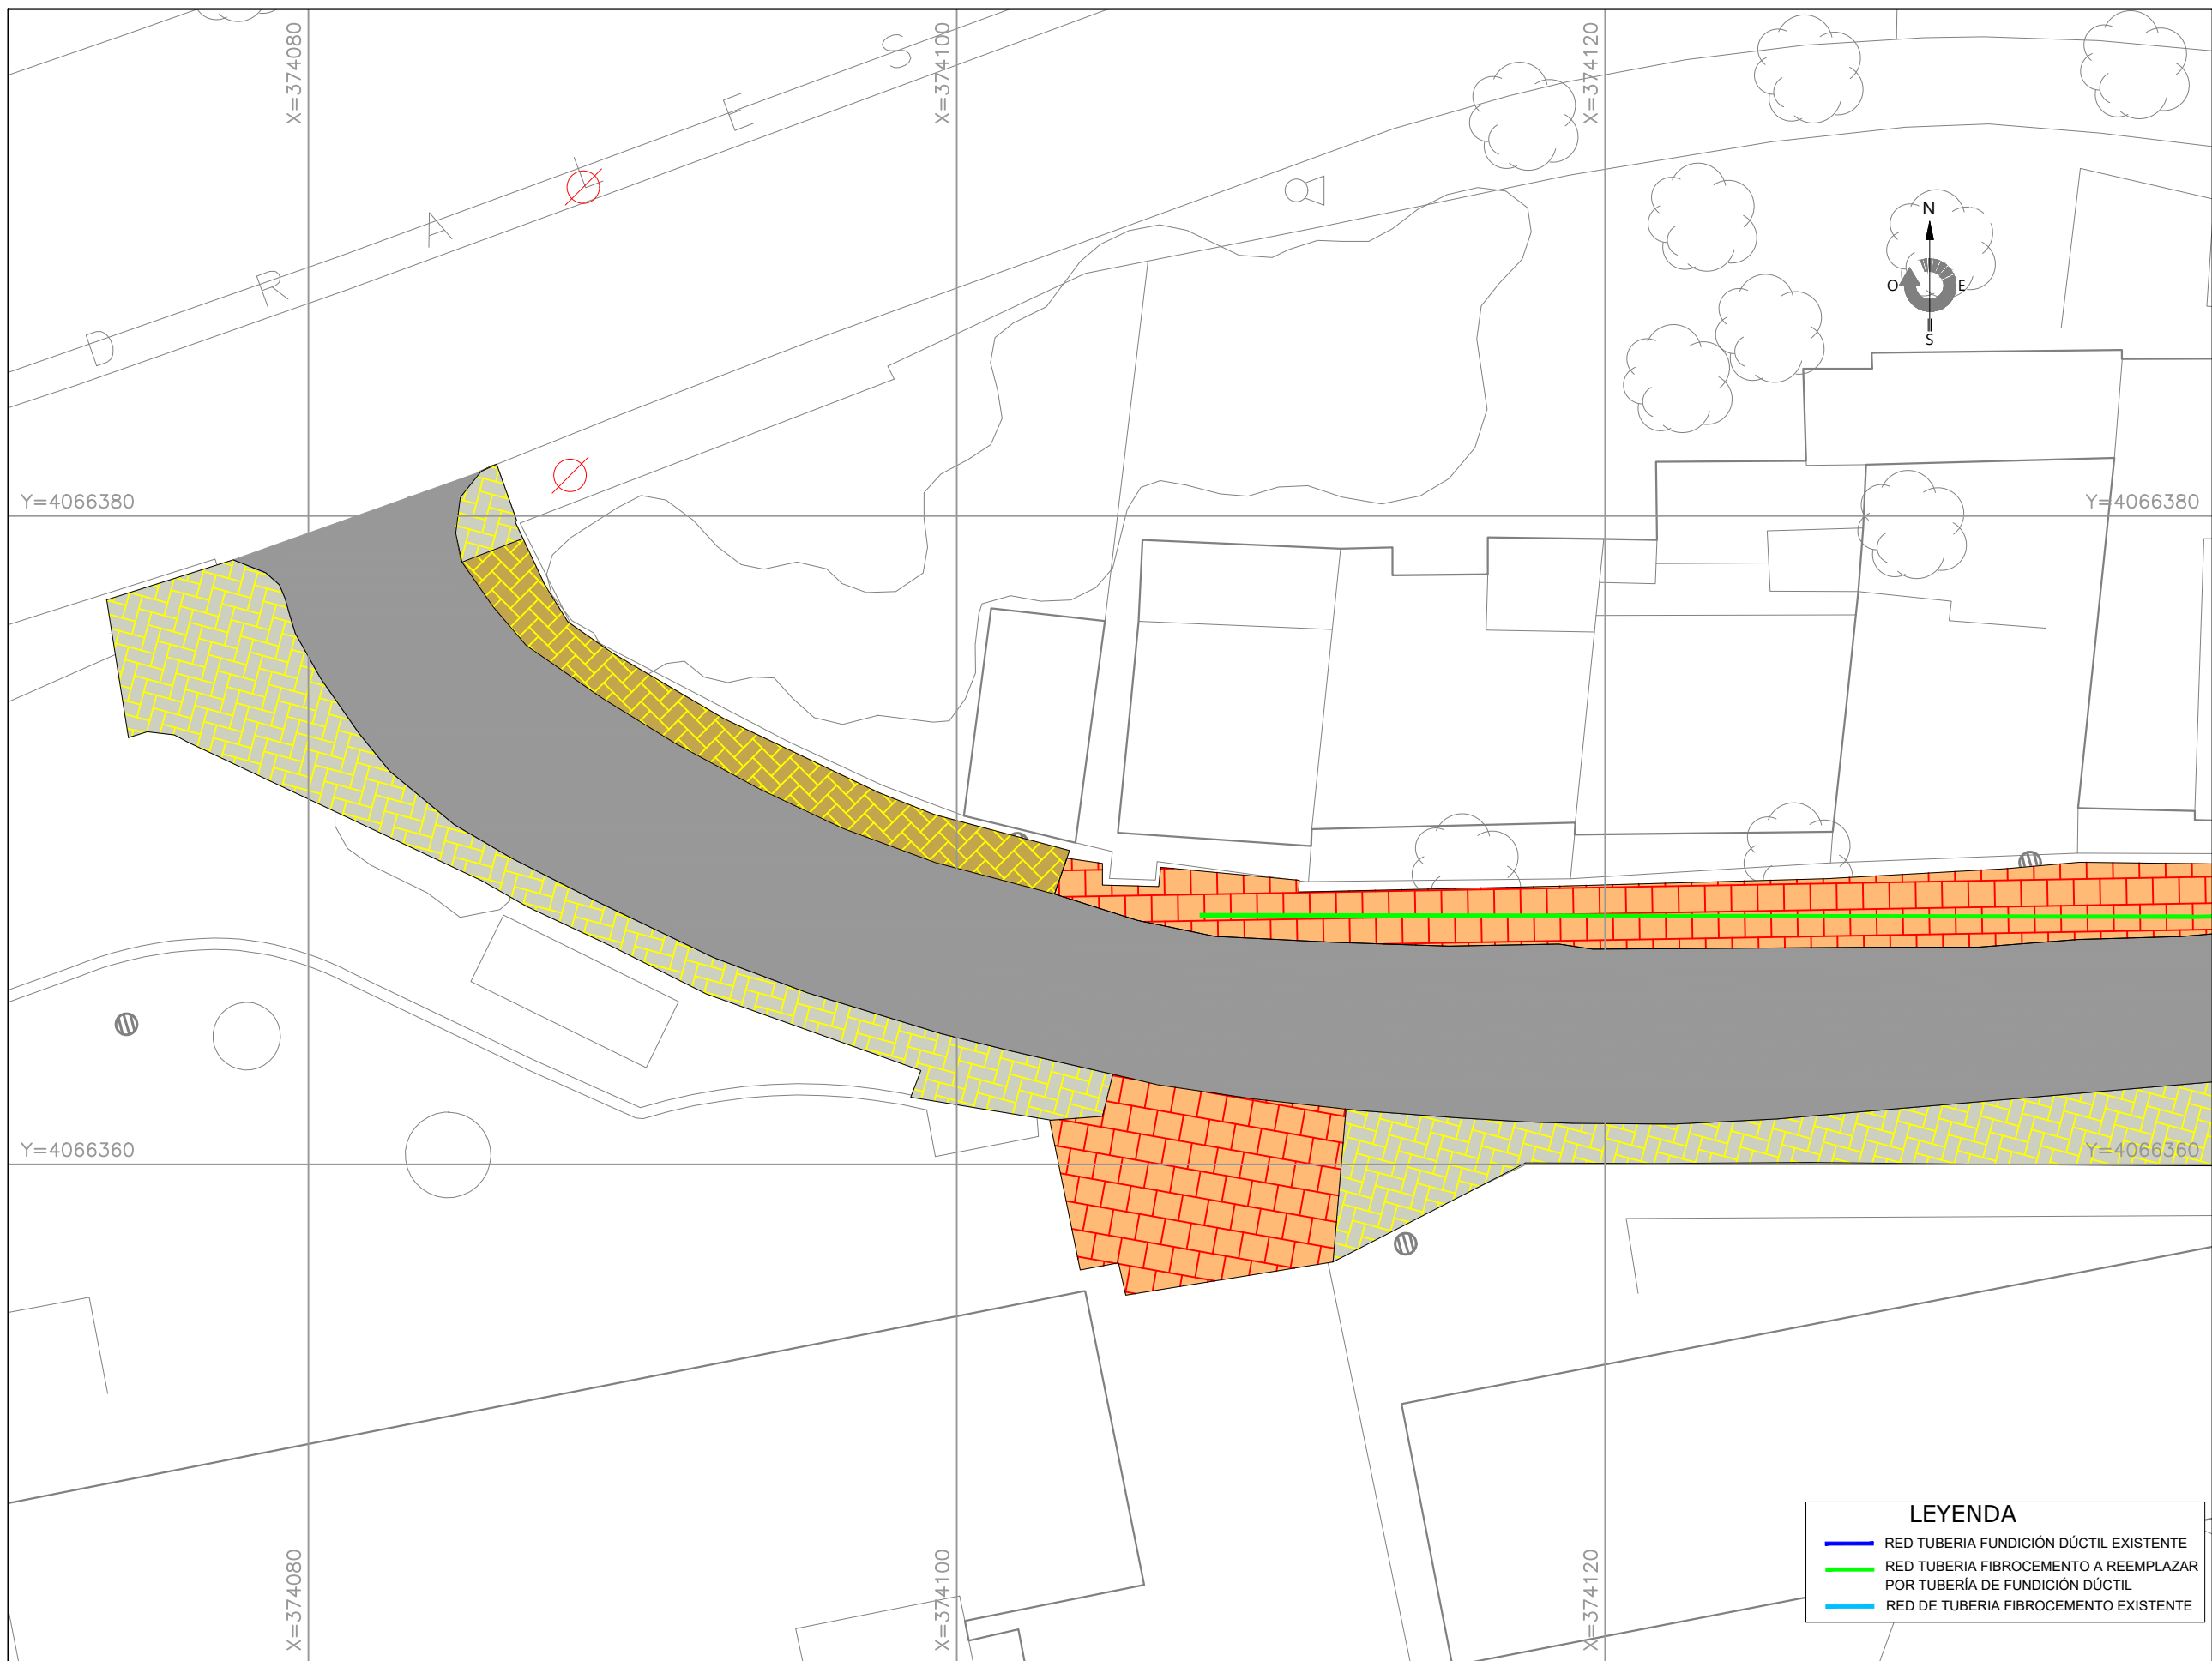 X=374080
X=374100
X=374120
D R A L E S
N
O E
S
Y=4066380
Y=4066380
Y=4066360
Y=4066360
X=374080
X=374100
X=374120
LEYENDA
RED TUBERIA FUNDICIÓN DÚCTIL EXISTENTE
RED TUBERIA FIBROCEMENTO A REEMPLAZAR
POR TUBERÍA DE FUNDICIÓN DÚCTIL
RED DE TUBERIA FIBROCEMENTO EXISTENTE